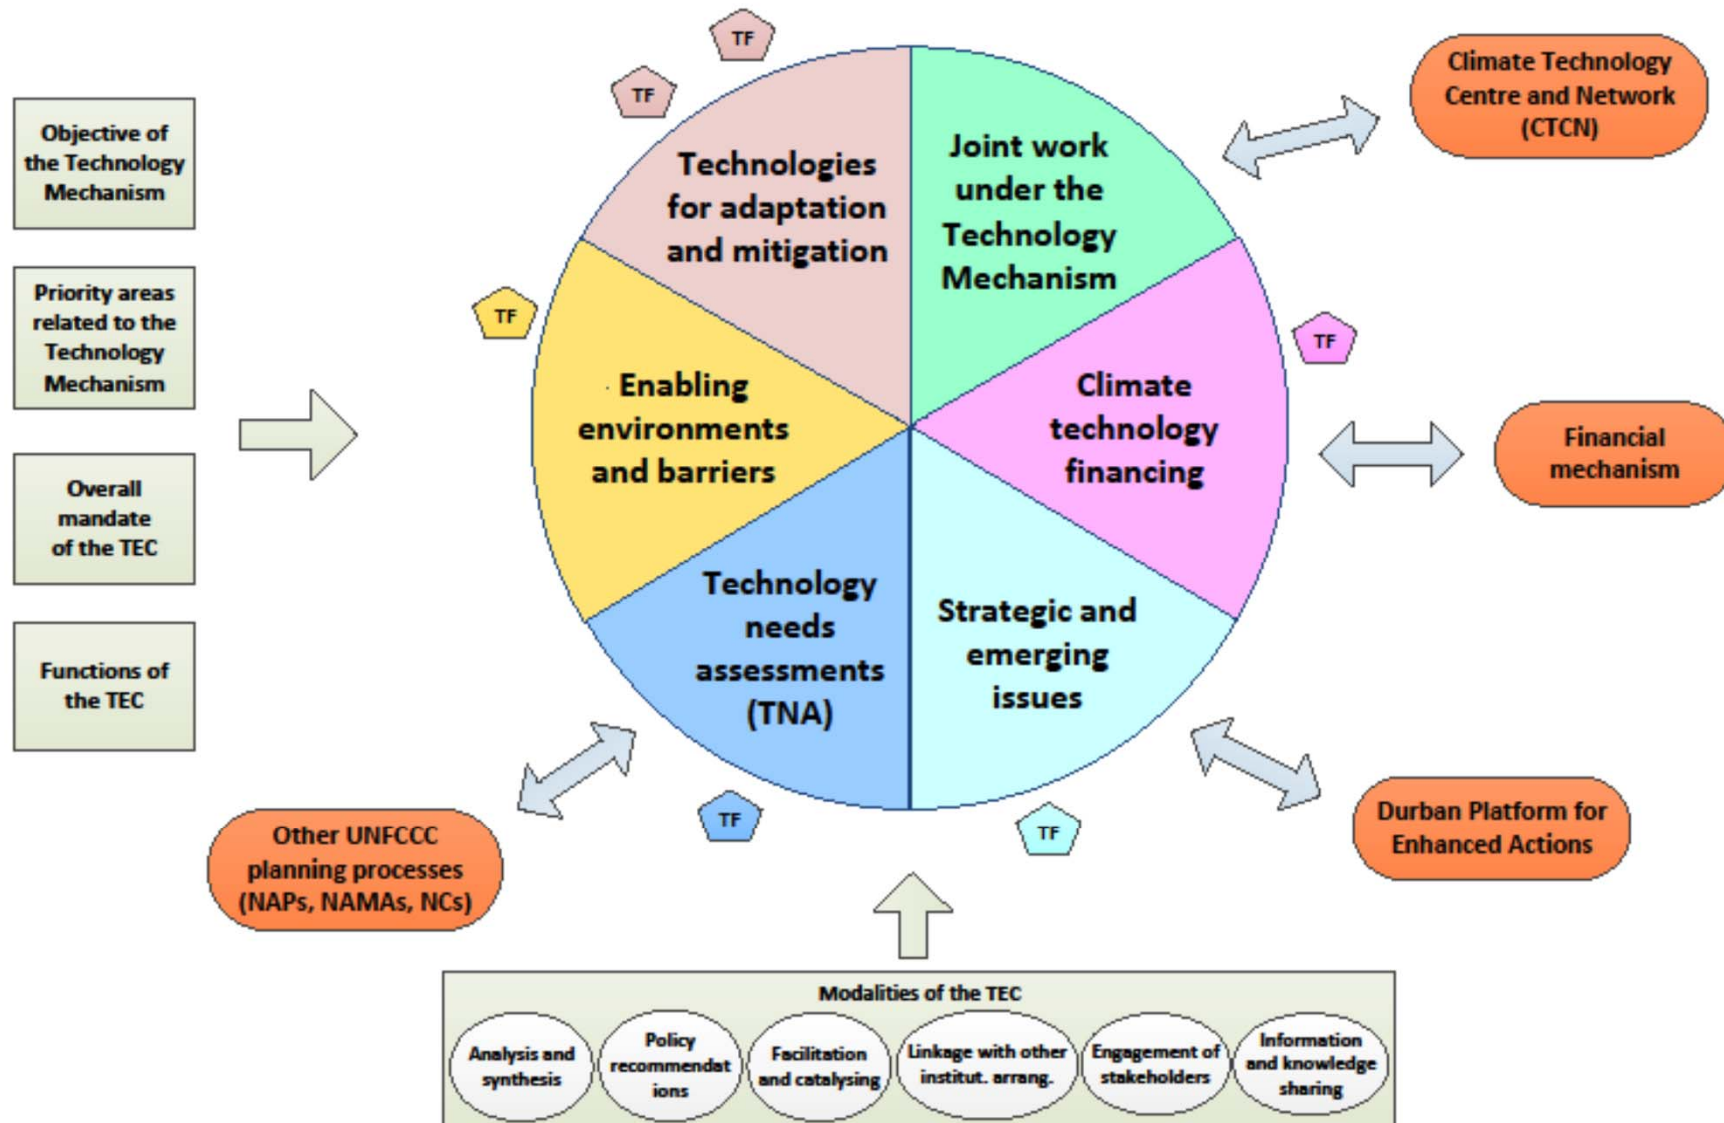 TF
TF
Climate Technology
Centre and Network
(CTCN)
Objective of
the Technology
Mechanism
Technologies
for adaptation
and mitigation
Joint work
under the
Technology
Mechanism
Priority areas
related to the
Technology
Mechanism
TF
TF
Enabling
environments
and barriers
Climate
technology
financing
Financial
mechanism
Overall
mandate
of the TEC
Technology
needs
assessments
(TNA)
Strategic and
emerging
issues
Functions of
the TEC
TF
TF
Other UNFCCC
planning processes
(NAPs, NAMAs, NCs)
Durban Platform for
Enhanced Actions
Modalities of the TEC
Analysis and
synthesis
Policy
recommendat
ions
Facilitation
and catalysing
Linkage with other
institut. arrang.
Engagement of
stakeholders
Information
and knowledge
sharing